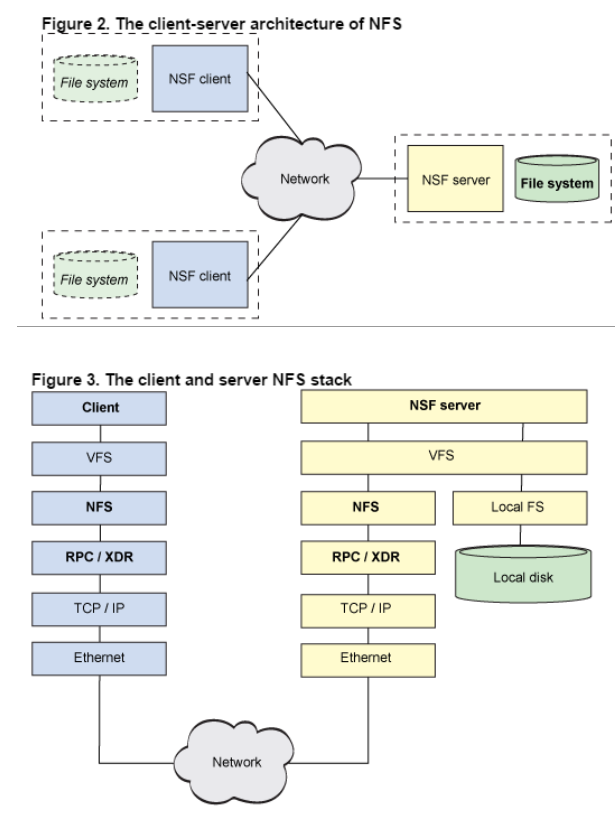 Figure 2. The client-server architecture of NFS
File system
NSF client
Network
NSF server
File system
File system
NSF client
Figure 3. The client and server NFS stack
Client
NSF server
VFS
VFS
NFS
NFS
Local FS
RPC / XDR
RPC / XDR
Local disk
TCP / IP
TCP / IP
Ethernet
Ethernet
Network